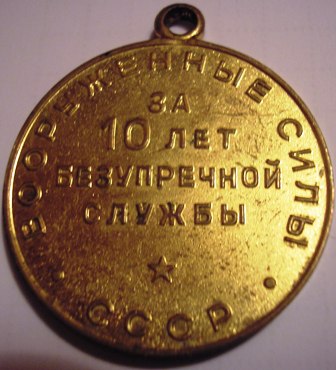 ВООРУЖЕННЫЕ СИЛЫ
ЗА
10 ЛЕТ
БЕЗУПРЕЧНОЙ
СЛУЖБЫ
СССР